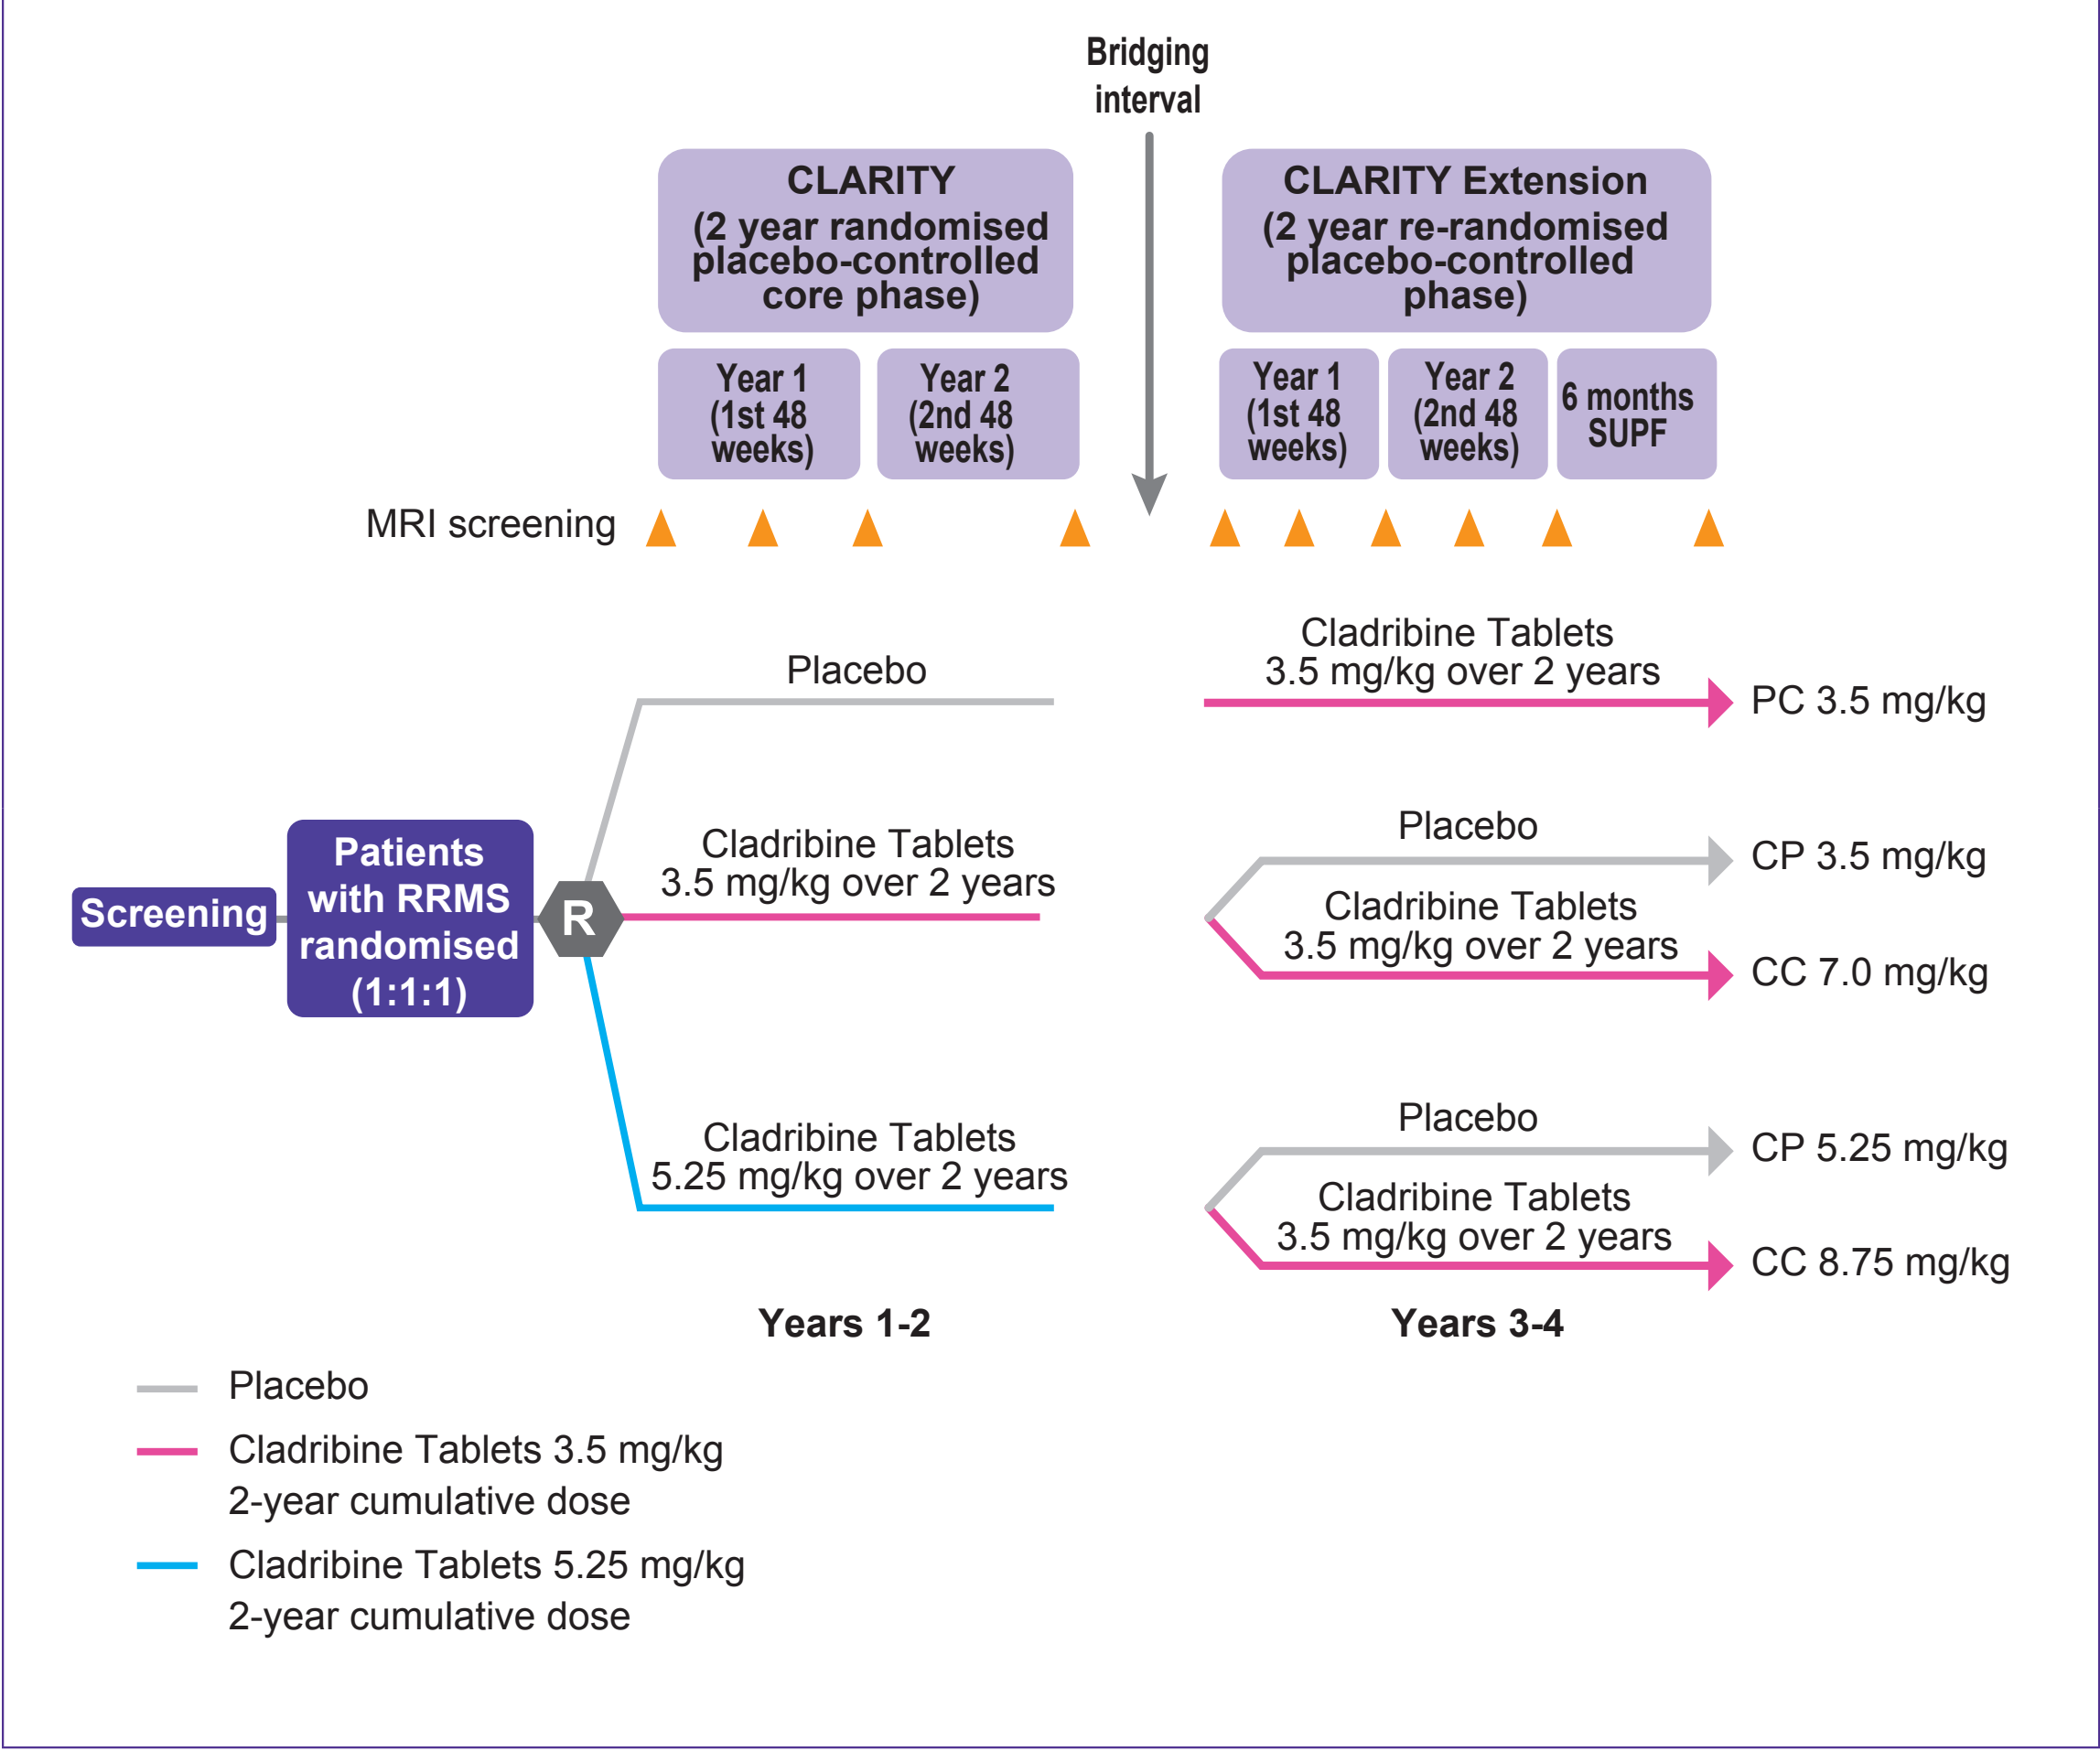 Bridging
interval
CLARITY
(2 year randomised
placebo-controlled
core phase)
CLARITY Extension
(2 year re-randomised
placebo-controlled
phase)
Year 1
(1st 48
weeks)
Year 2
(2nd 48
weeks)
Year 1
(1st 48
weeks)
Year 2
(2nd 48
weeks)
6 months
SUPF
MRI screening
Screening
Patients
with RRMS
randomised
(1:1:1)
R
Placebo
Cladribine Tablets
3.5 mg/kg over 2 years
PC 3.5 mg/kg
Cladribine Tablets
3.5 mg/kg over 2 years
Placebo
CP 3.5 mg/kg
Cladribine Tablets
3.5 mg/kg over 2 years
CC 7.0 mg/kg
Cladribine Tablets
5.25 mg/kg over 2 years
Placebo
CP 5.25 mg/kg
Cladribine Tablets
3.5 mg/kg over 2 years
CC 8.75 mg/kg
Years 1-2
Years 3-4
Placebo
Cladribine Tablets 3.5 mg/kg
2-year cumulative dose
Cladribine Tablets 5.25 mg/kg
2-year cumulative dose